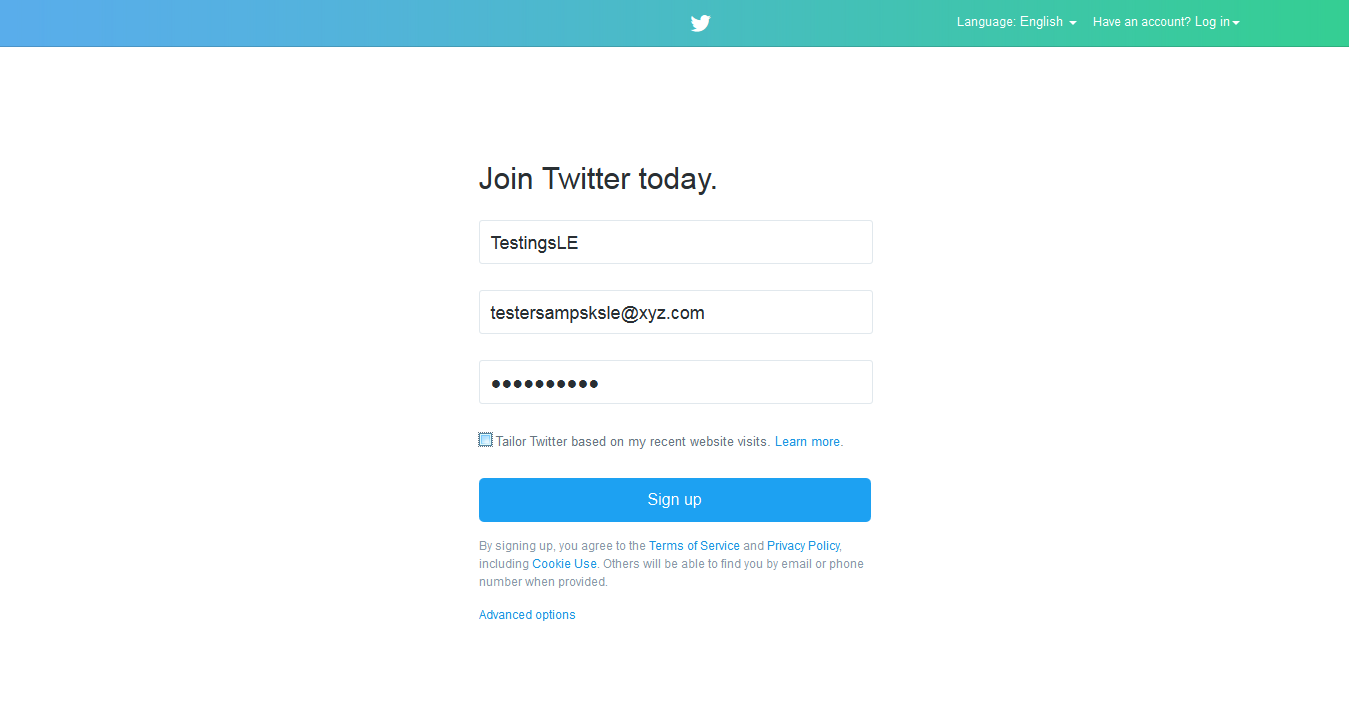 Language: English Have an account? Log in
Join Twitter today.
TestingsLE
testersampsksle@xyz.com
●●●●●●●●●●
Tailor Twitter based on my recent website visits. Learn more.
Sign up
By signing up, you agree to the Terms of Service and Privacy Policy,
including Cookie Use. Others will be able to find you by email or phone
number when provided.
Advanced options